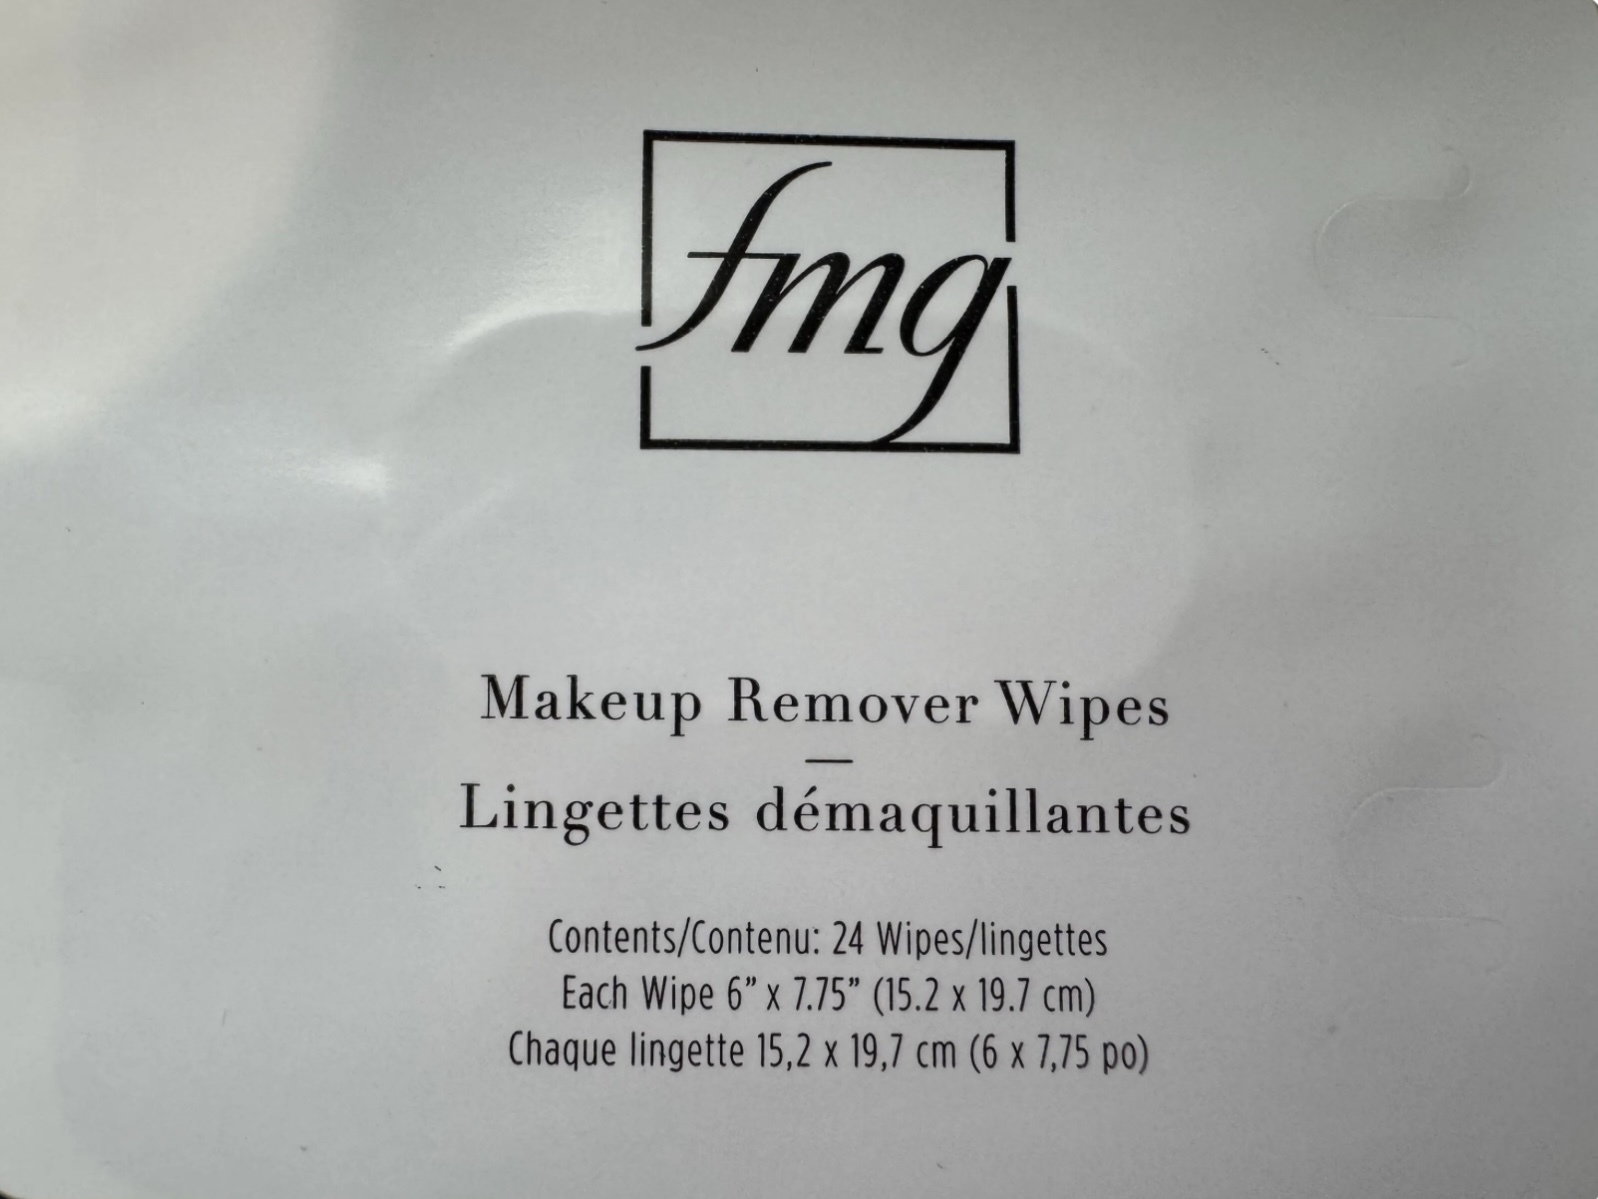 fmg
Makeup Remover Wipes
—
Lingettes démaquillantes
Contents/Contenu: 24 Wipes/lingettes
Each Wipe 6” x 7.75” (15.2 x 19.7 cm)
Chaque lingette 15,2 x 19,7 cm (6 x 7,75 po)